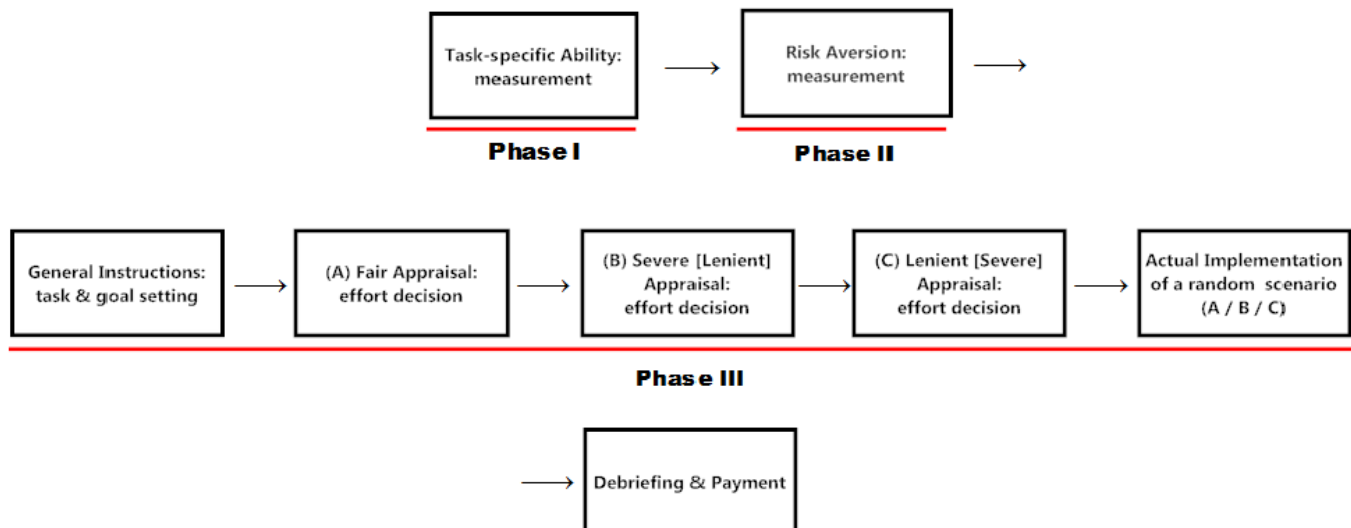 Task-specific Ability:
measurement
Risk Aversion:
measurement
Phase I
Phase II
General Instructions:
task & goal setting
(A) Fair Appraisal:
effort decision
(B) Severe [Lenient]
Appraisal:
effort decision
(C) Lenient [Severe]
Appraisal:
effort decision
Actual Implementation
of a random scenario
(A / B / C)
Phase III
Debriefing & Payment